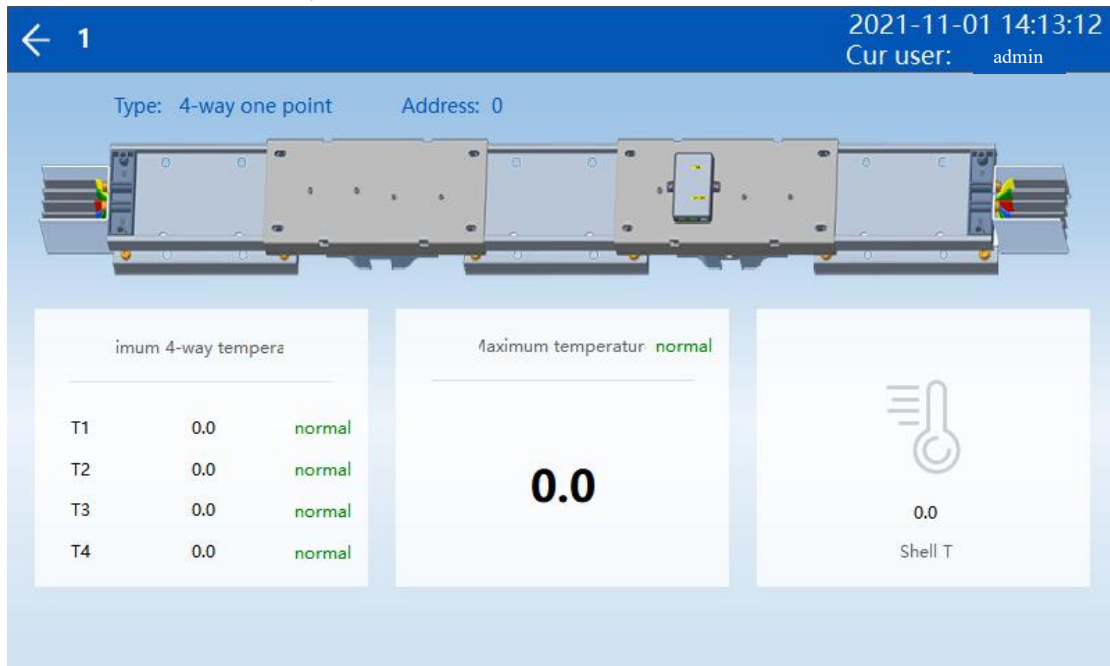 1
2021-11-01 14:13:12
Cur user: admin
Type: 4-way one point Address: 0
imum 4-way tempera
T1 0.0 normal
T2 0.0 normal
T3 0.0 normal
T4 0.0 normal
Maximum temperatur normal
0.0
0.0
Shell T